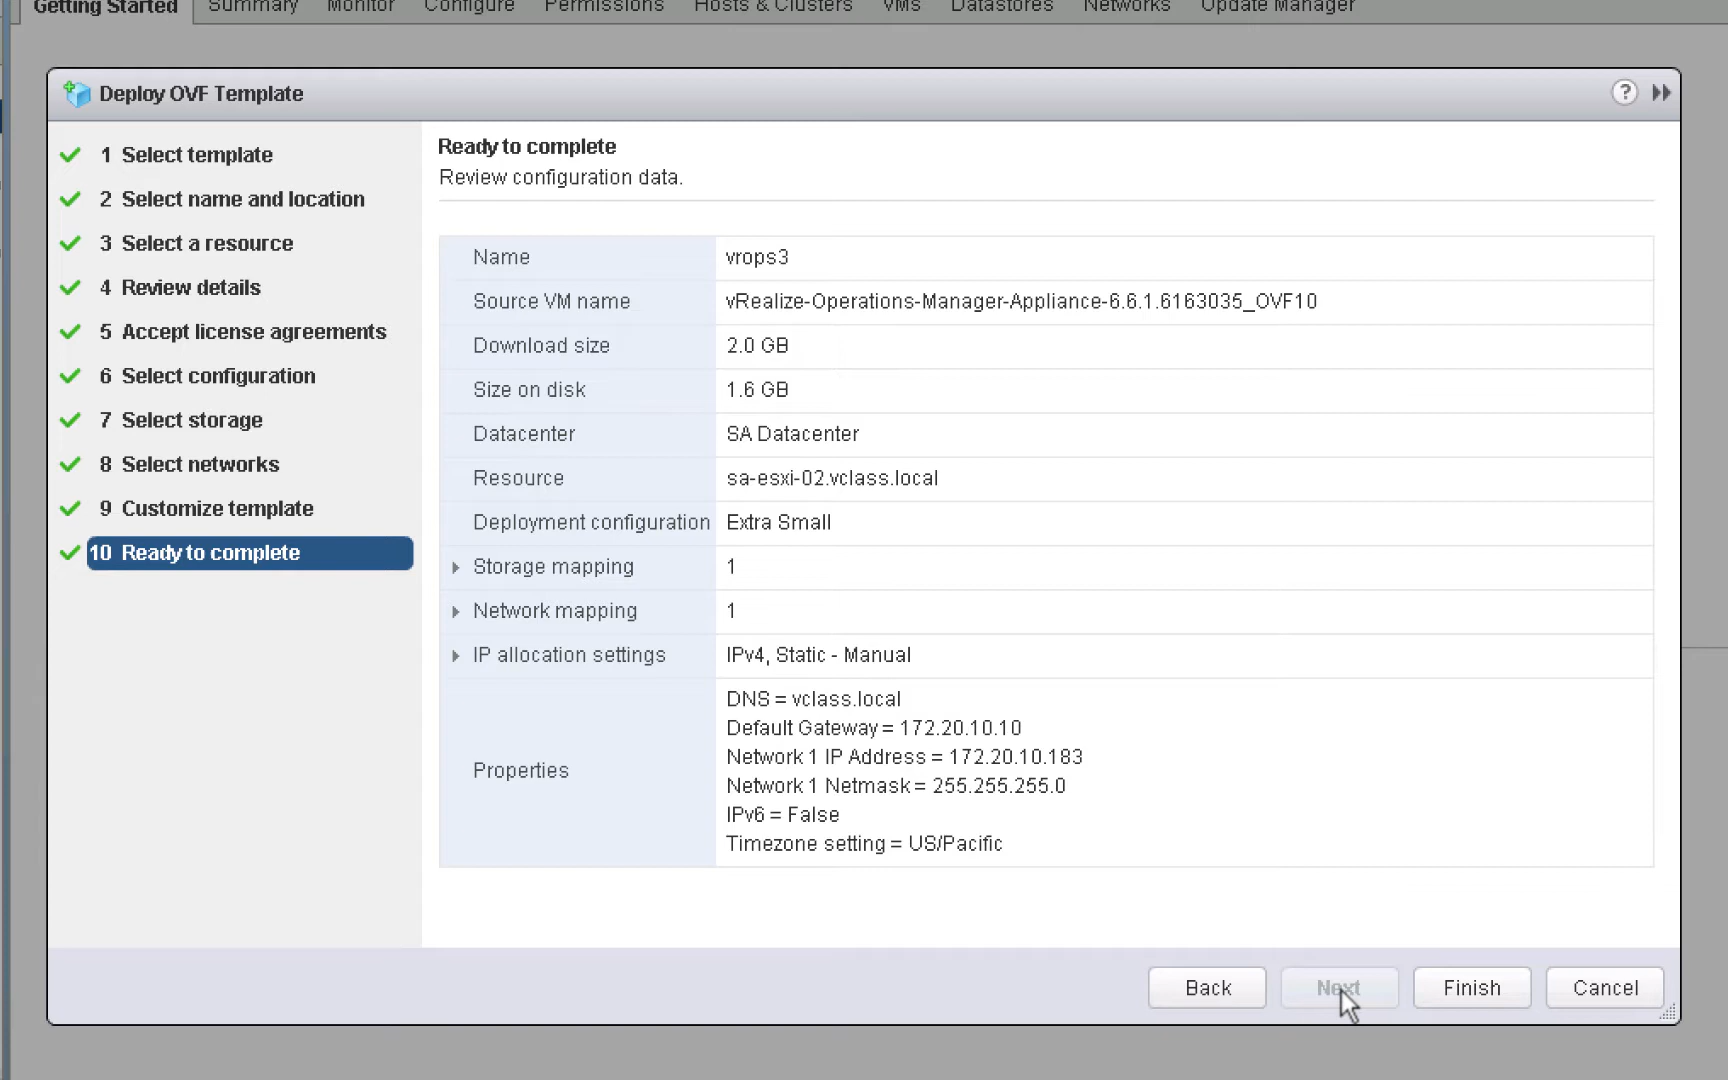 Getting Started Summary Monitor Configure Permissions Hosts & Clusters VMs Datastores Networks Update Manager
Deploy OVF Template
?
1 Select template
2 Select name and location
3 Select a resource
4 Review details
5 Accept license agreements
6 Select configuration
7 Select storage
8 Select networks
9 Customize template
10 Ready to complete
Ready to complete
Review configuration data.
Name vrops3
Source VM name vRealize-Operations-Manager-Appliance-6.6.1.6163035_OVF10
Download size 2.0 GB
Size on disk 1.6 GB
Datacenter SA Datacenter
Resource sa-esxi-02.vclass.local
Deployment configuration Extra Small
Storage mapping 1
Network mapping 1
IP allocation settings IPv4, Static - Manual
Properties
DNS = vclass.local
Default Gateway = 172.20.10.10
Network 1 IP Address = 172.20.10.183
Network 1 Netmask = 255.255.255.0
IPv6 = False
Timezone setting = US/Pacific
Back Next Finish Cancel